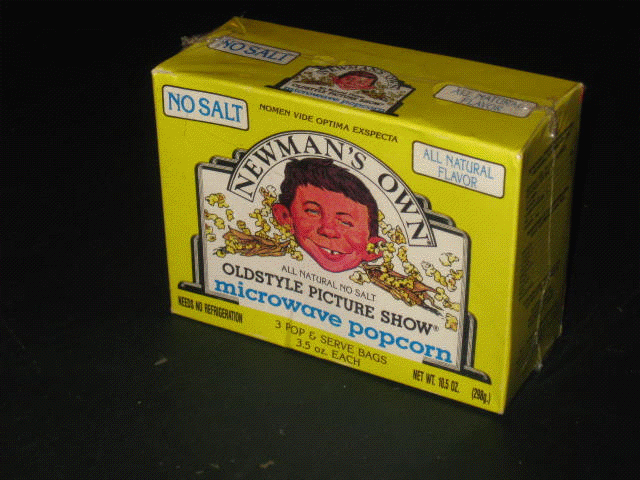 NO SALT
microwave popcorn
ALL NATURAL
FLAVOR
NO SALT
NOMEN VIDE OPTIMA EXSPECTA
ALL NATURAL
FLAVOR
NEWMAN'S OWN
ALL NATURAL NO SALT
OLDSTYLE PICTURE SHOW®
microwave popcorn
NEEDS NO REFRIGERATION
3 POP & SERVE BAGS
3.5 oz. EACH
NET WT. 10.5 OZ. (298g.)